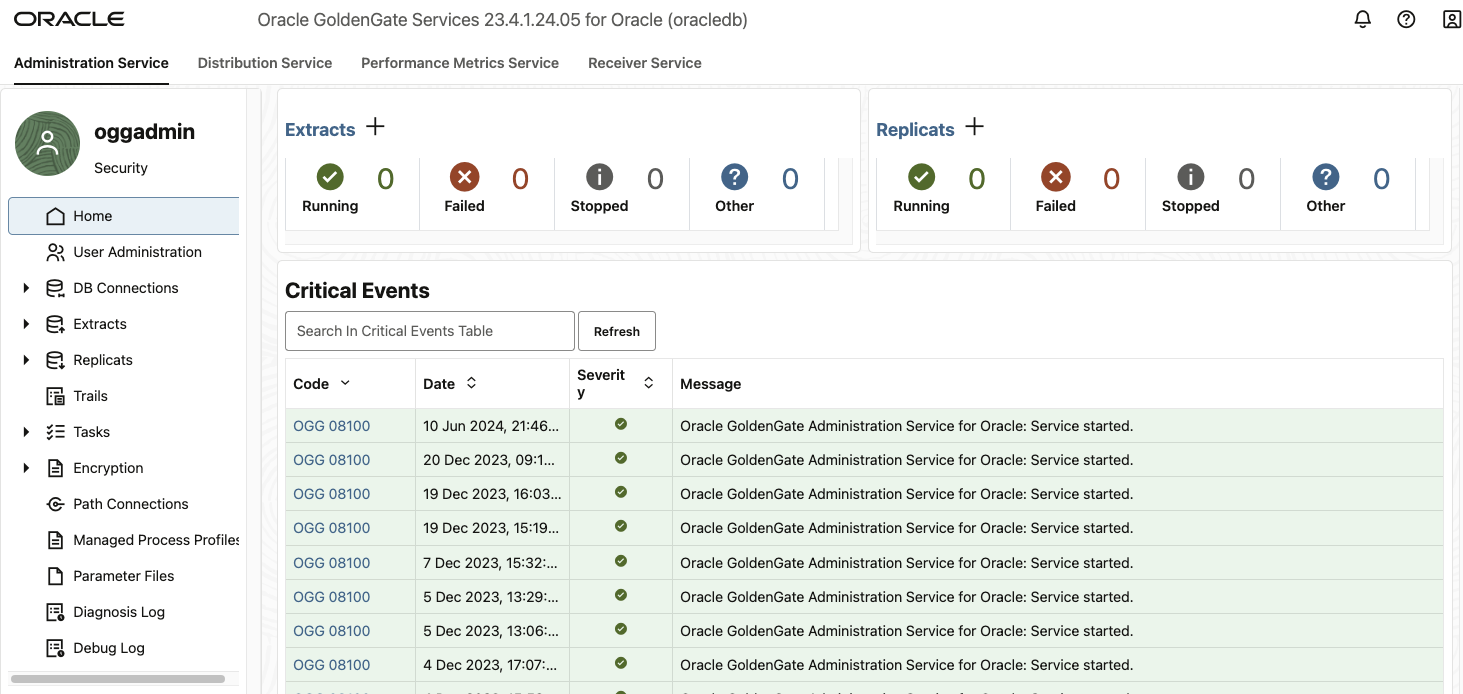 ORACLE
Oracle GoldenGate Services 23.4.1.24.05 for Oracle (oracledb)
Administration Service Distribution Service Performance Metrics Service Receiver Service
oggadmin
Security
Home
User Administration
DB Connections
Extracts
Replicats
Trails
Tasks
Encryption
Path Connections
Managed Process Profiles
Parameter Files
Diagnosis Log
Debug Log
Extracts
0 0 0 0
Running Failed Stopped Other
Replicats
0 0 0 0
Running Failed Stopped Other
Critical Events
Search In Critical Events Table Refresh
Code Date Severit
y Message
OGG 08100 10 Jun 2024, 21:46... Oracle GoldenGate Administration Service for Oracle: Service started.
OGG 08100 20 Dec 2023, 09:1... Oracle GoldenGate Administration Service for Oracle: Service started.
OGG 08100 19 Dec 2023, 16:03... Oracle GoldenGate Administration Service for Oracle: Service started.
OGG 08100 19 Dec 2023, 15:19... Oracle GoldenGate Administration Service for Oracle: Service started.
OGG 08100 7 Dec 2023, 15:32:... Oracle GoldenGate Administration Service for Oracle: Service started.
OGG 08100 5 Dec 2023, 13:29:... Oracle GoldenGate Administration Service for Oracle: Service started.
OGG 08100 5 Dec 2023, 13:06:... Oracle GoldenGate Administration Service for Oracle: Service started.
OGG 08100 4 Dec 2023, 17:07:... Oracle GoldenGate Administration Service for Oracle: Service started.